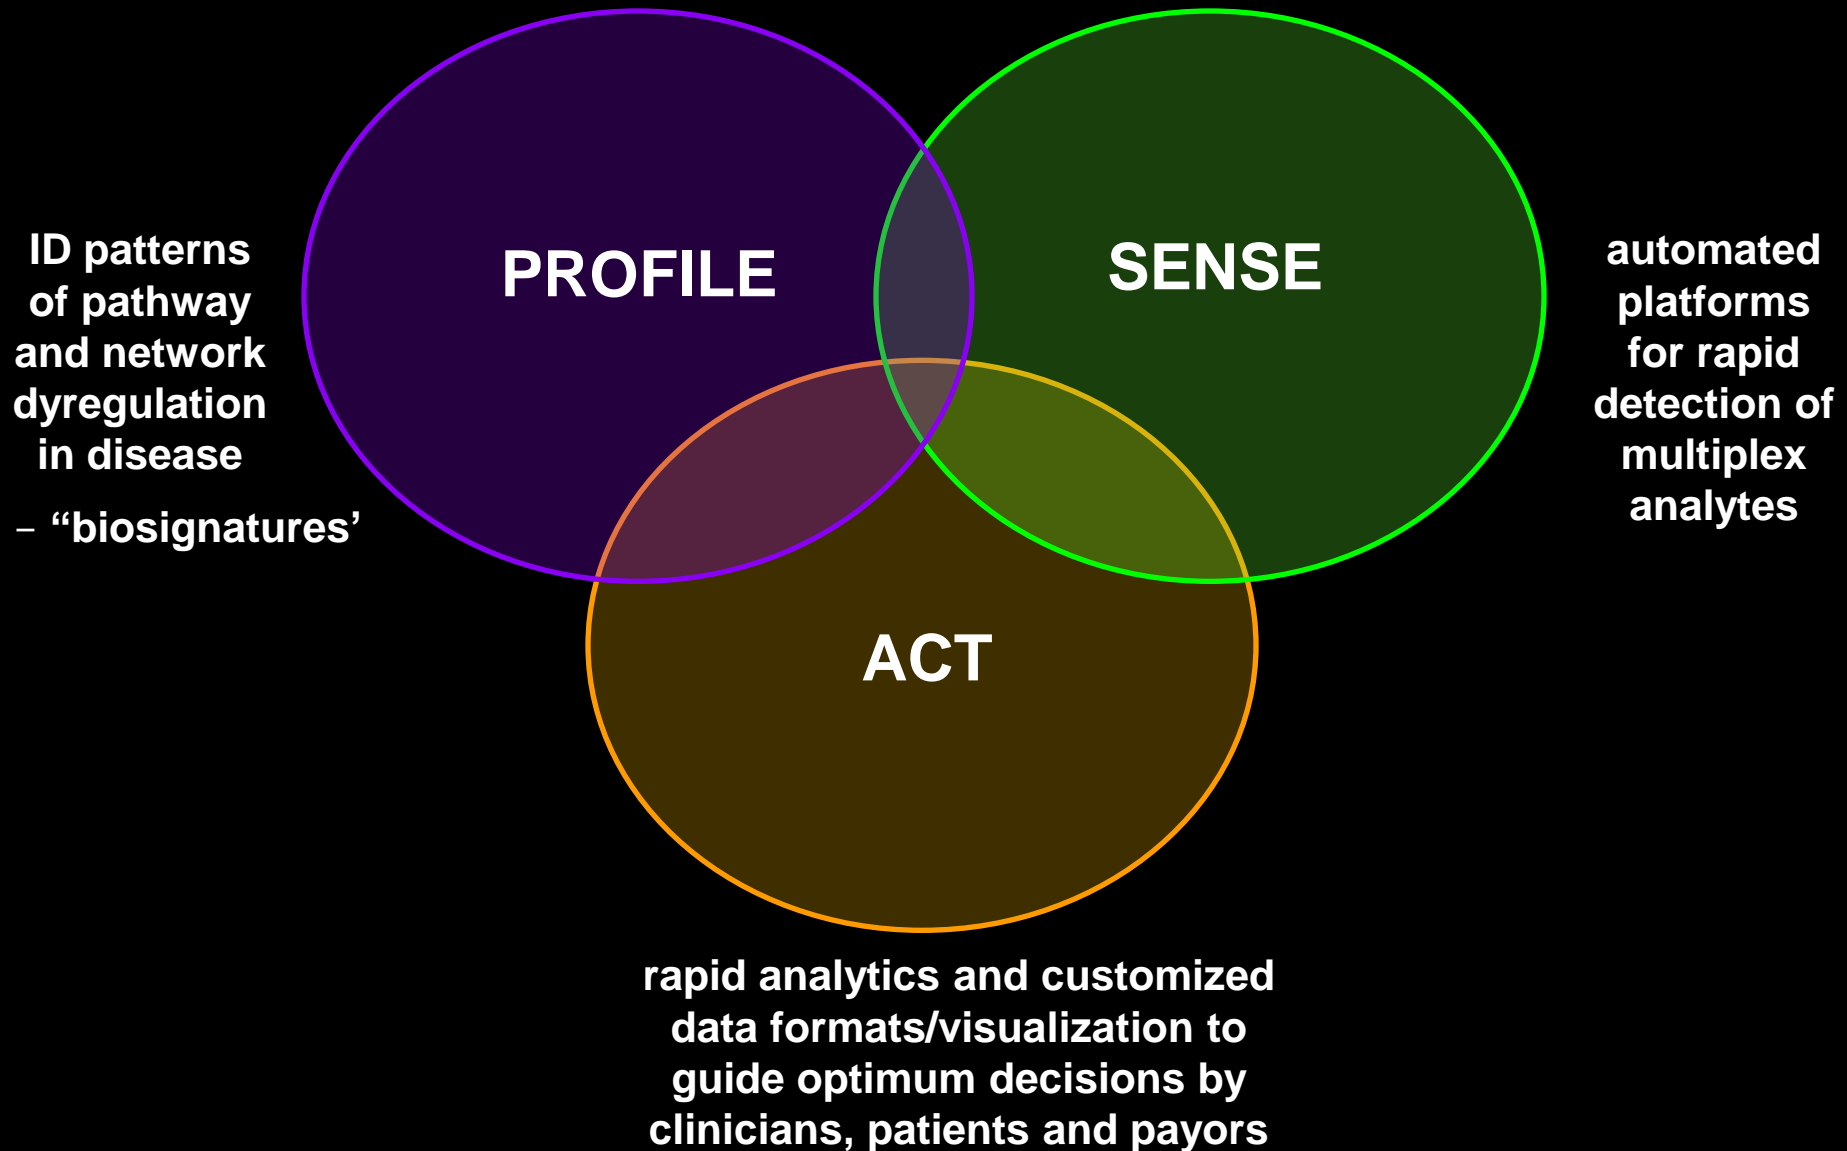 PROFILE
SENSE
ACT
ID patterns
of pathway
and network
dyregulation
in disease
– “biosignatures’
automated
platforms
for rapid
detection of
multiplex
analytes
rapid analytics and customized
data formats/visualization to
guide optimum decisions by
clinicians, patients and payors